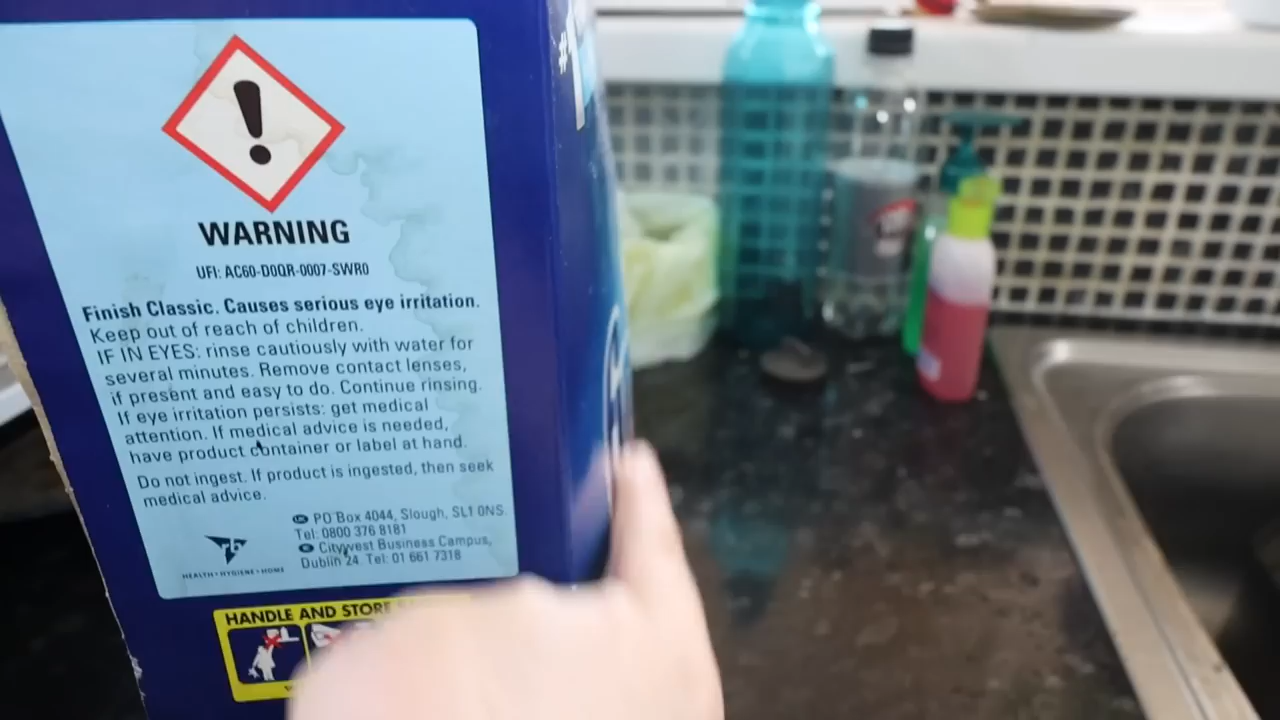 #1
WARNING
UFI: AC60-D0QR-0007-SWR0
Finish Classic. Causes serious eye irritation.
Keep out of reach of children.
IF IN EYES: rinse cautiously with water for
several minutes. Remove contact lenses,
if present and easy to do. Continue rinsing.
If eye irritation persists: get medical
attention. If medical advice is needed,
have product container or label at hand.
Do not ingest. If product is ingested, then seek
medical advice.
PO Box 4044, Slough, SL1 0NS.
Tel: 0800 376 8181
Citywest Business Campus,
Dublin 24. Tel: 01 661 7318
rb
HEALTH • HYGIENE • HOME
HANDLE AND STORE